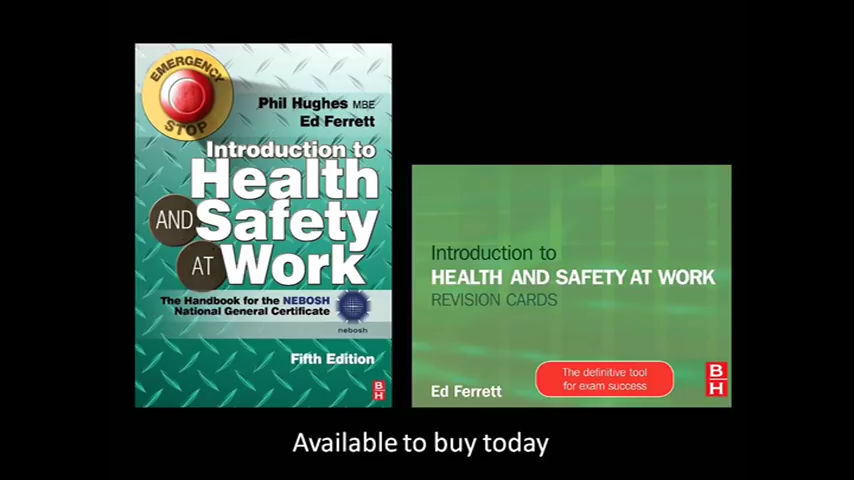 EMERGENCY
STOP
Phil Hughes MBE
Ed Ferrett
Introduction to
Health
AND Safety
AT Work
The Handbook for the NEBOSH
National General Certificate
nebosh
Fifth Edition
B
H
Introduction to
HEALTH AND SAFETY AT WORK
REVISION CARDS
The definitive tool
for exam success
Ed Ferrett
B
H
Available to buy today